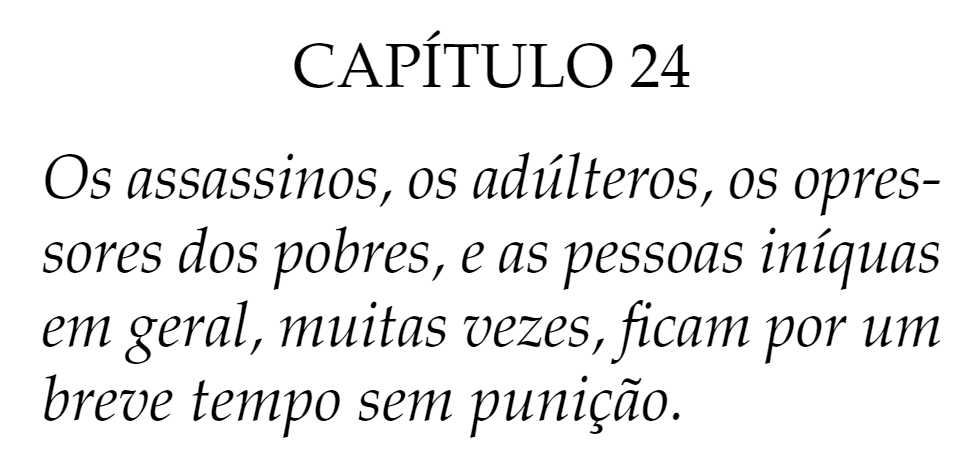 CAPÍTULO 24
Os assassinos, os adúlteros, os opres-
sores dos pobres, e as pessoas iníquas
em geral, muitas vezes, ficam por um
breve tempo sem punição.